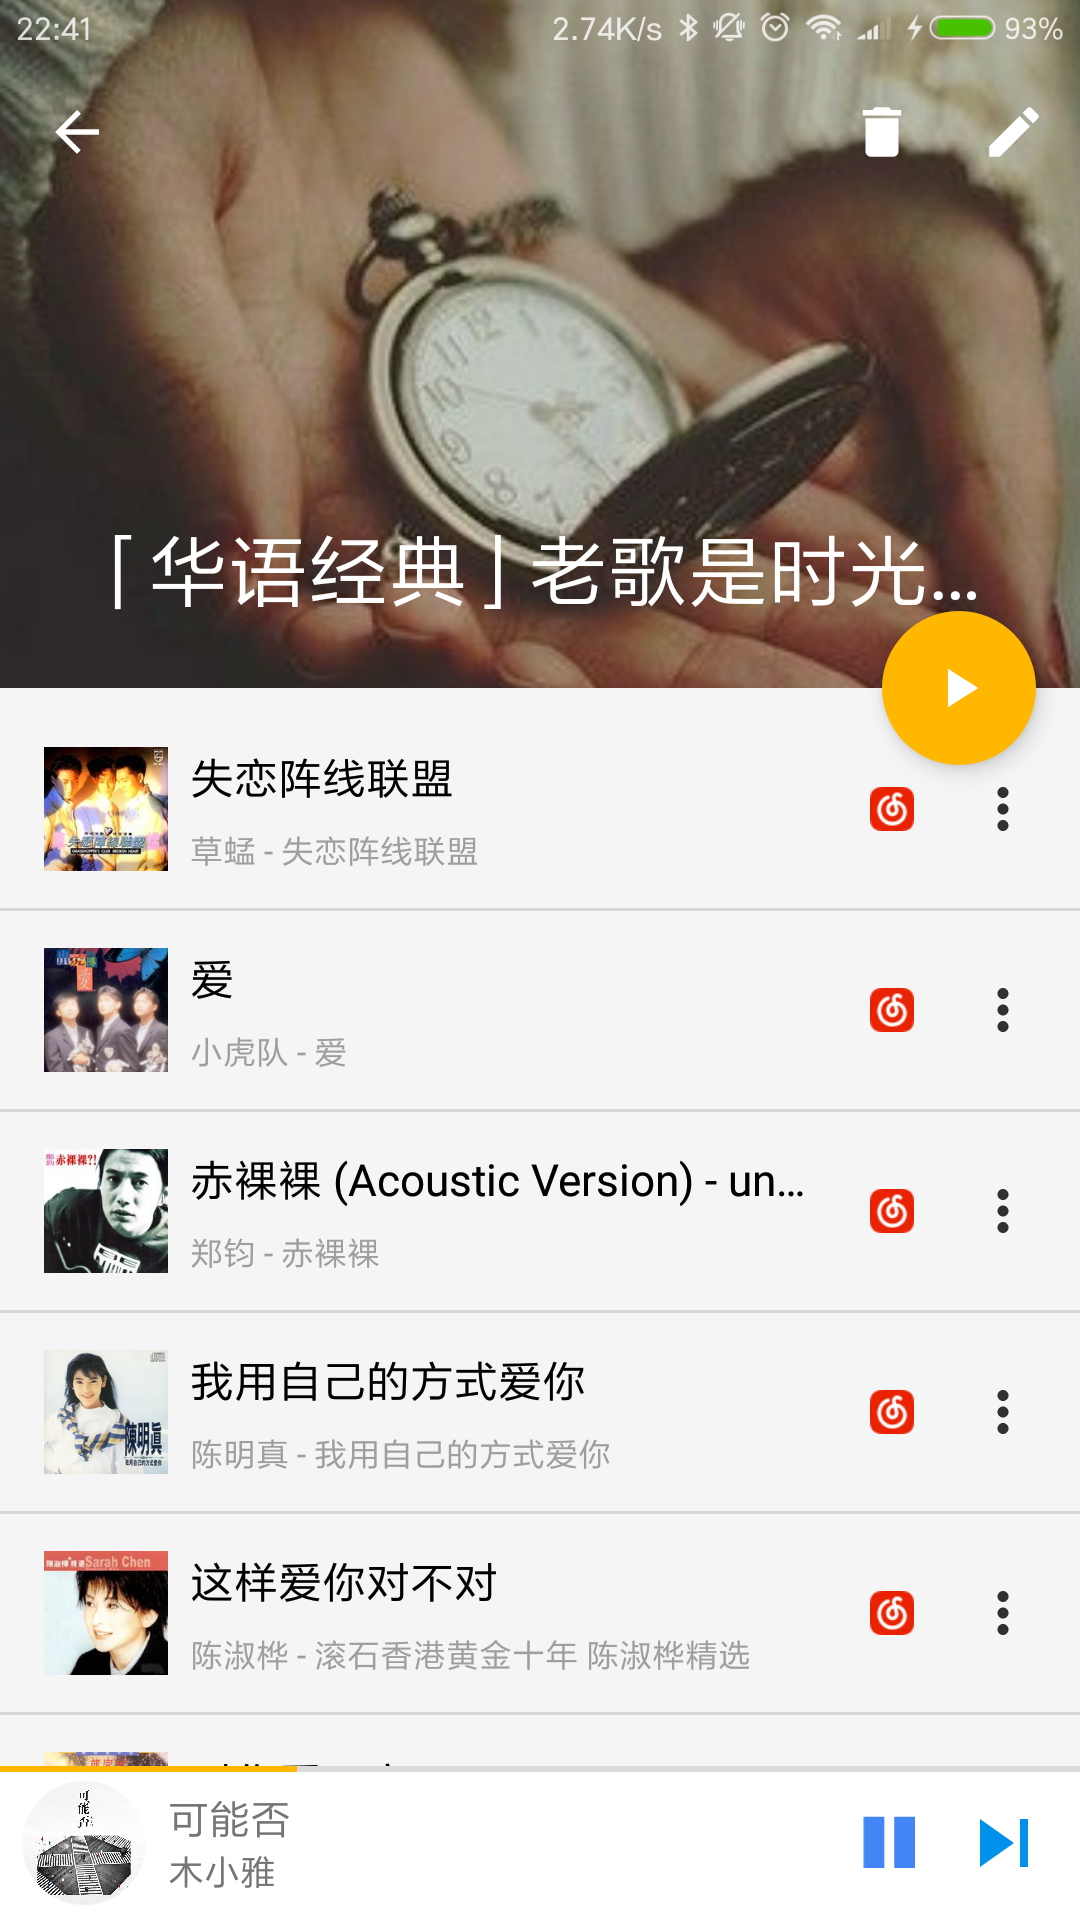 22:41 2.74K/s 93%
「华语经典」老歌是时光...
失恋阵线联盟
草蜢 - 失恋阵线联盟
爱
小虎队 - 爱
赤裸裸 (Acoustic Version) - un...
郑钧 - 赤裸裸
我用自己的方式爱你
陈明真 - 我用自己的方式爱你
这样爱你对不对
陈淑桦 - 滚石香港黄金十年 陈淑桦精选
可能否
木小雅